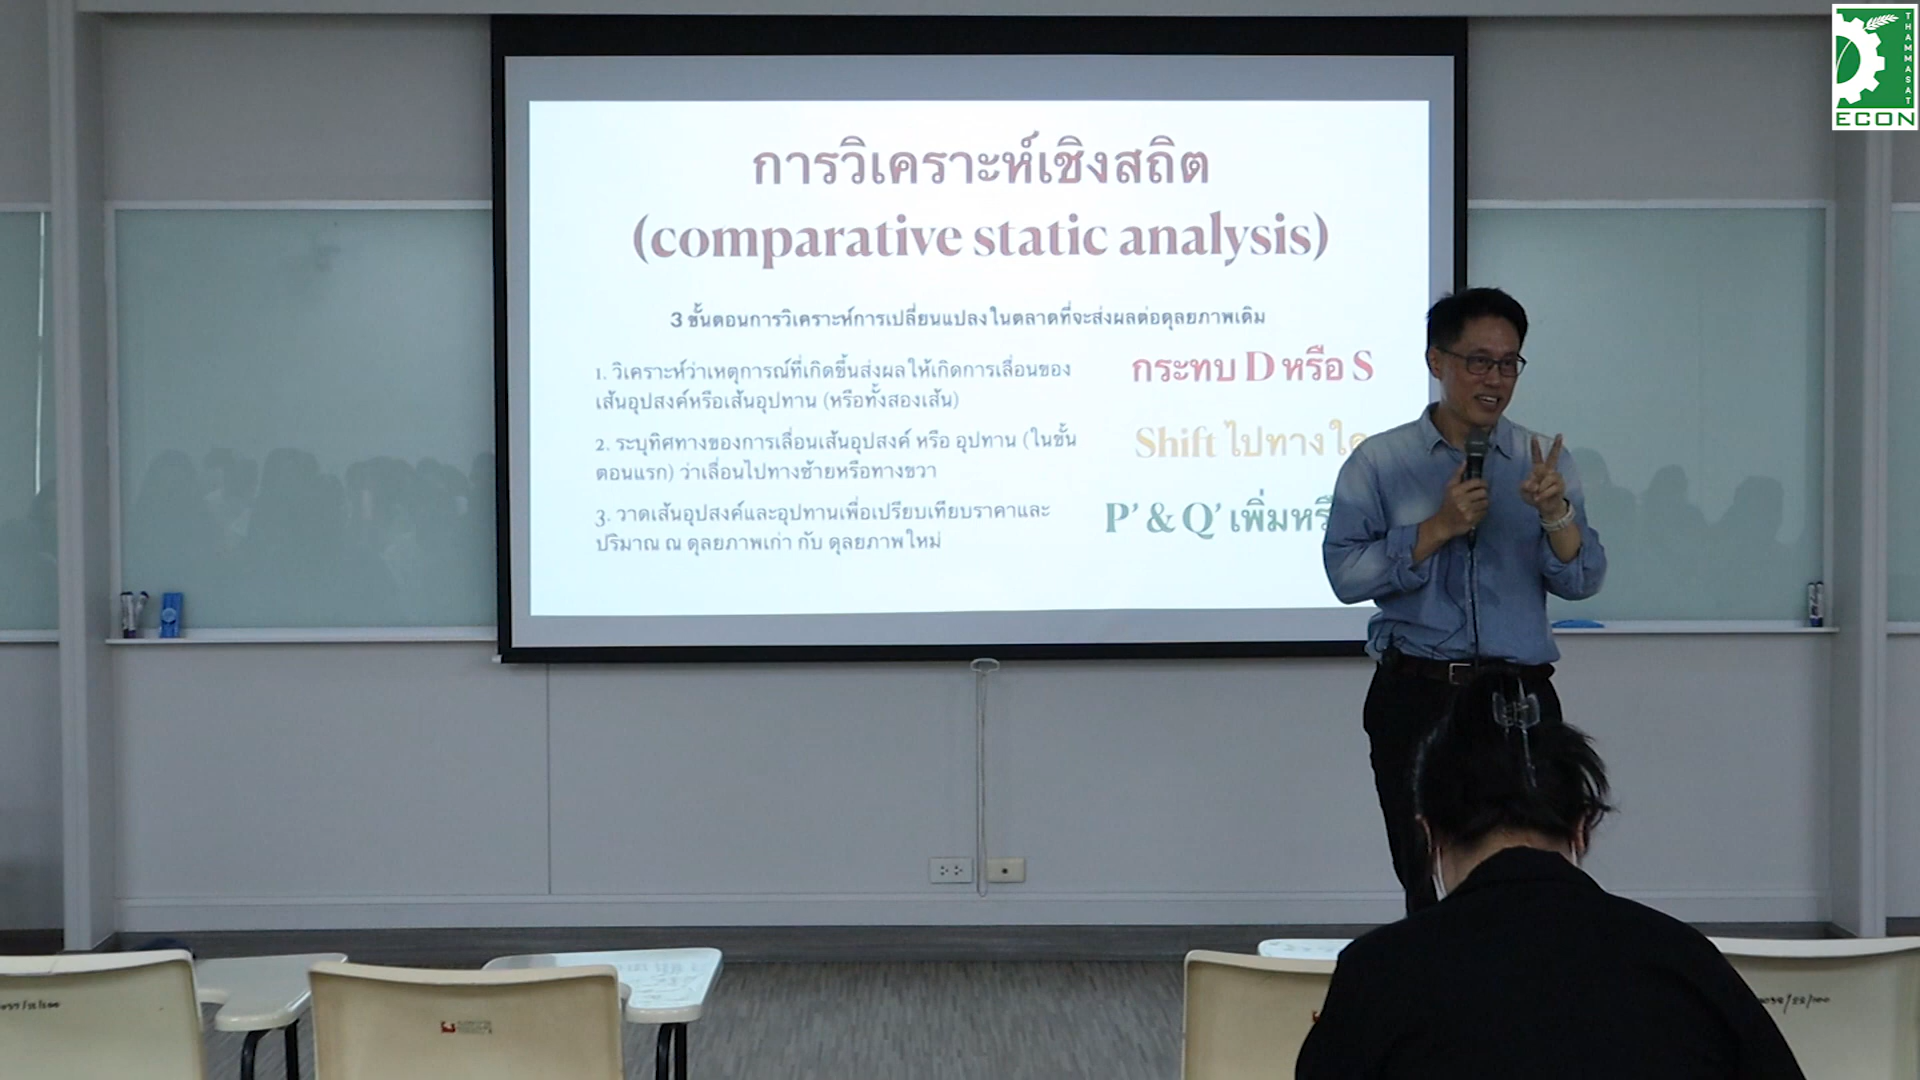 การวิเคราะห์เชิงสถิต
(comparative static analysis)
3 ขั้นตอนการวิเคราะห์การเปลี่ยนแปลงในตลาดที่จะส่งผลต่อดุลยภาพเดิม
1. วิเคราะห์ว่าเหตุการณ์ที่เกิดขึ้นส่งผลให้เกิดการเลื่อนของ
เส้นอุปสงค์หรือเส้นอุปทาน (หรือทั้งสองเส้น)
กระทบ D หรือ S
2. ระบุทิศทางของการเลื่อนเส้นอุปสงค์ หรือ อุปทาน (ในขั้น
ตอนแรก) ว่าเลื่อนไปทางซ้ายหรือทางขวา
Shift ไปทางใด
3. วาดเส้นอุปสงค์และอุปทานเพื่อเปรียบเทียบราคาและ
ปริมาณ ณ ดุลยภาพเก่า กับ ดุลยภาพใหม่
P' & Q' เพิ่ม
THAMMASAT
ECON